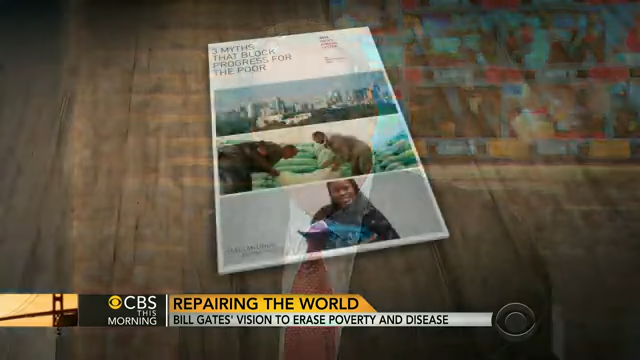 3 MYTHS
THAT BLOCK
PROGRESS FOR
THE POOR
CBS
THIS
MORNING
REPAIRING THE WORLD
BILL GATES' VISION TO ERASE POVERTY AND DISEASE